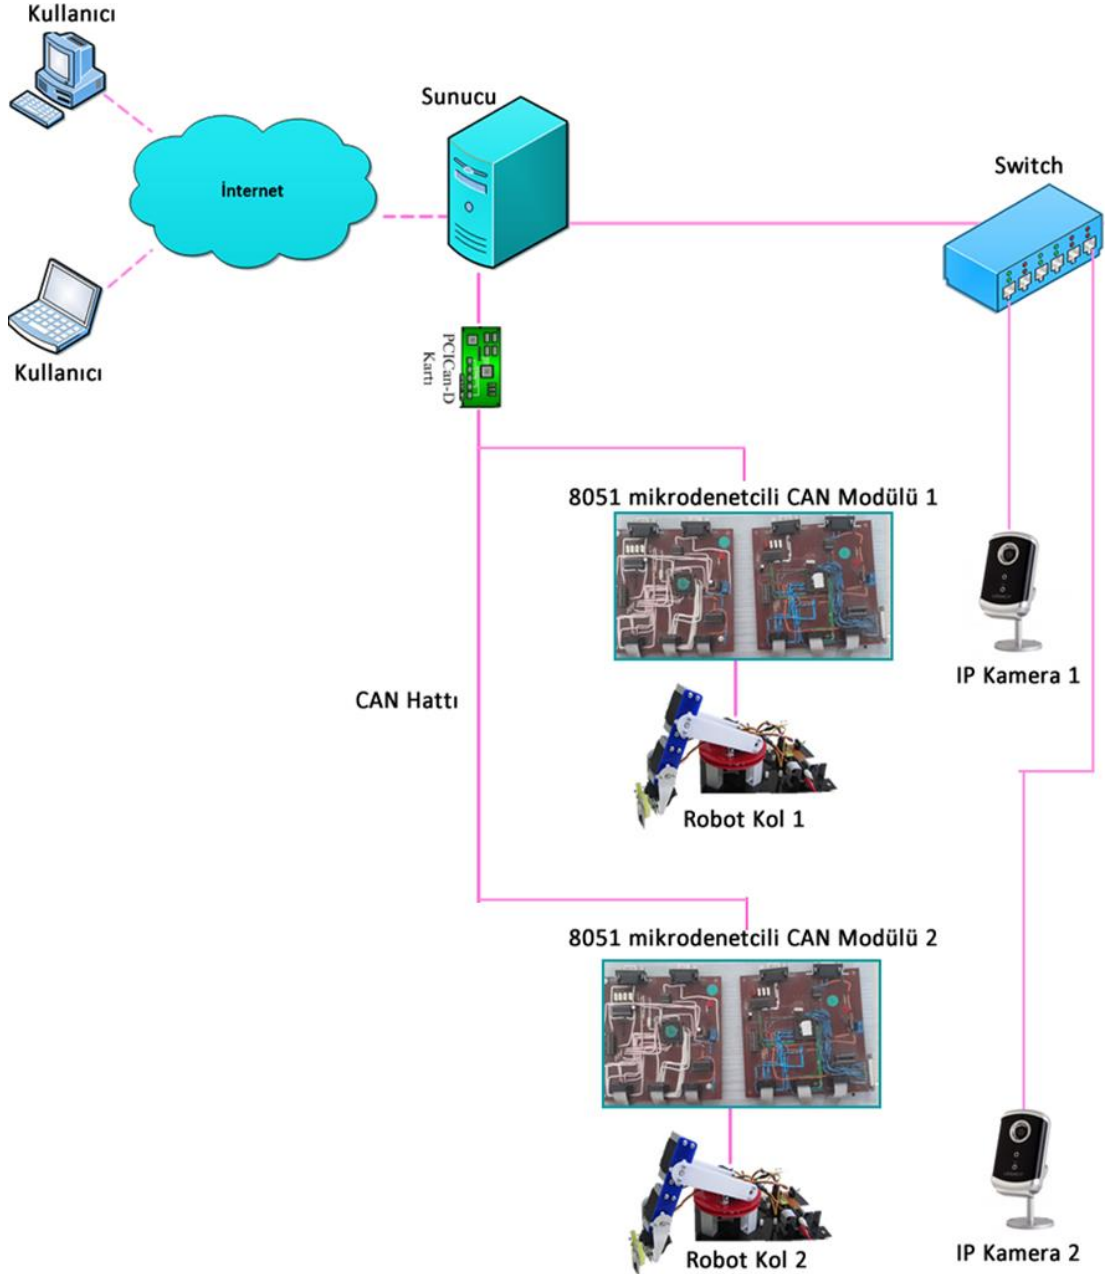 Kullanıcı
Sunucu
Switch
İnternet
Kullanıcı
PCICan-D
Kartı
8051 mikrodenetcili CAN Modülü 1
IP Kamera 1
CAN Hattı
Robot Kol 1
8051 mikrodenetcili CAN Modülü 2
Robot Kol 2
IP Kamera 2